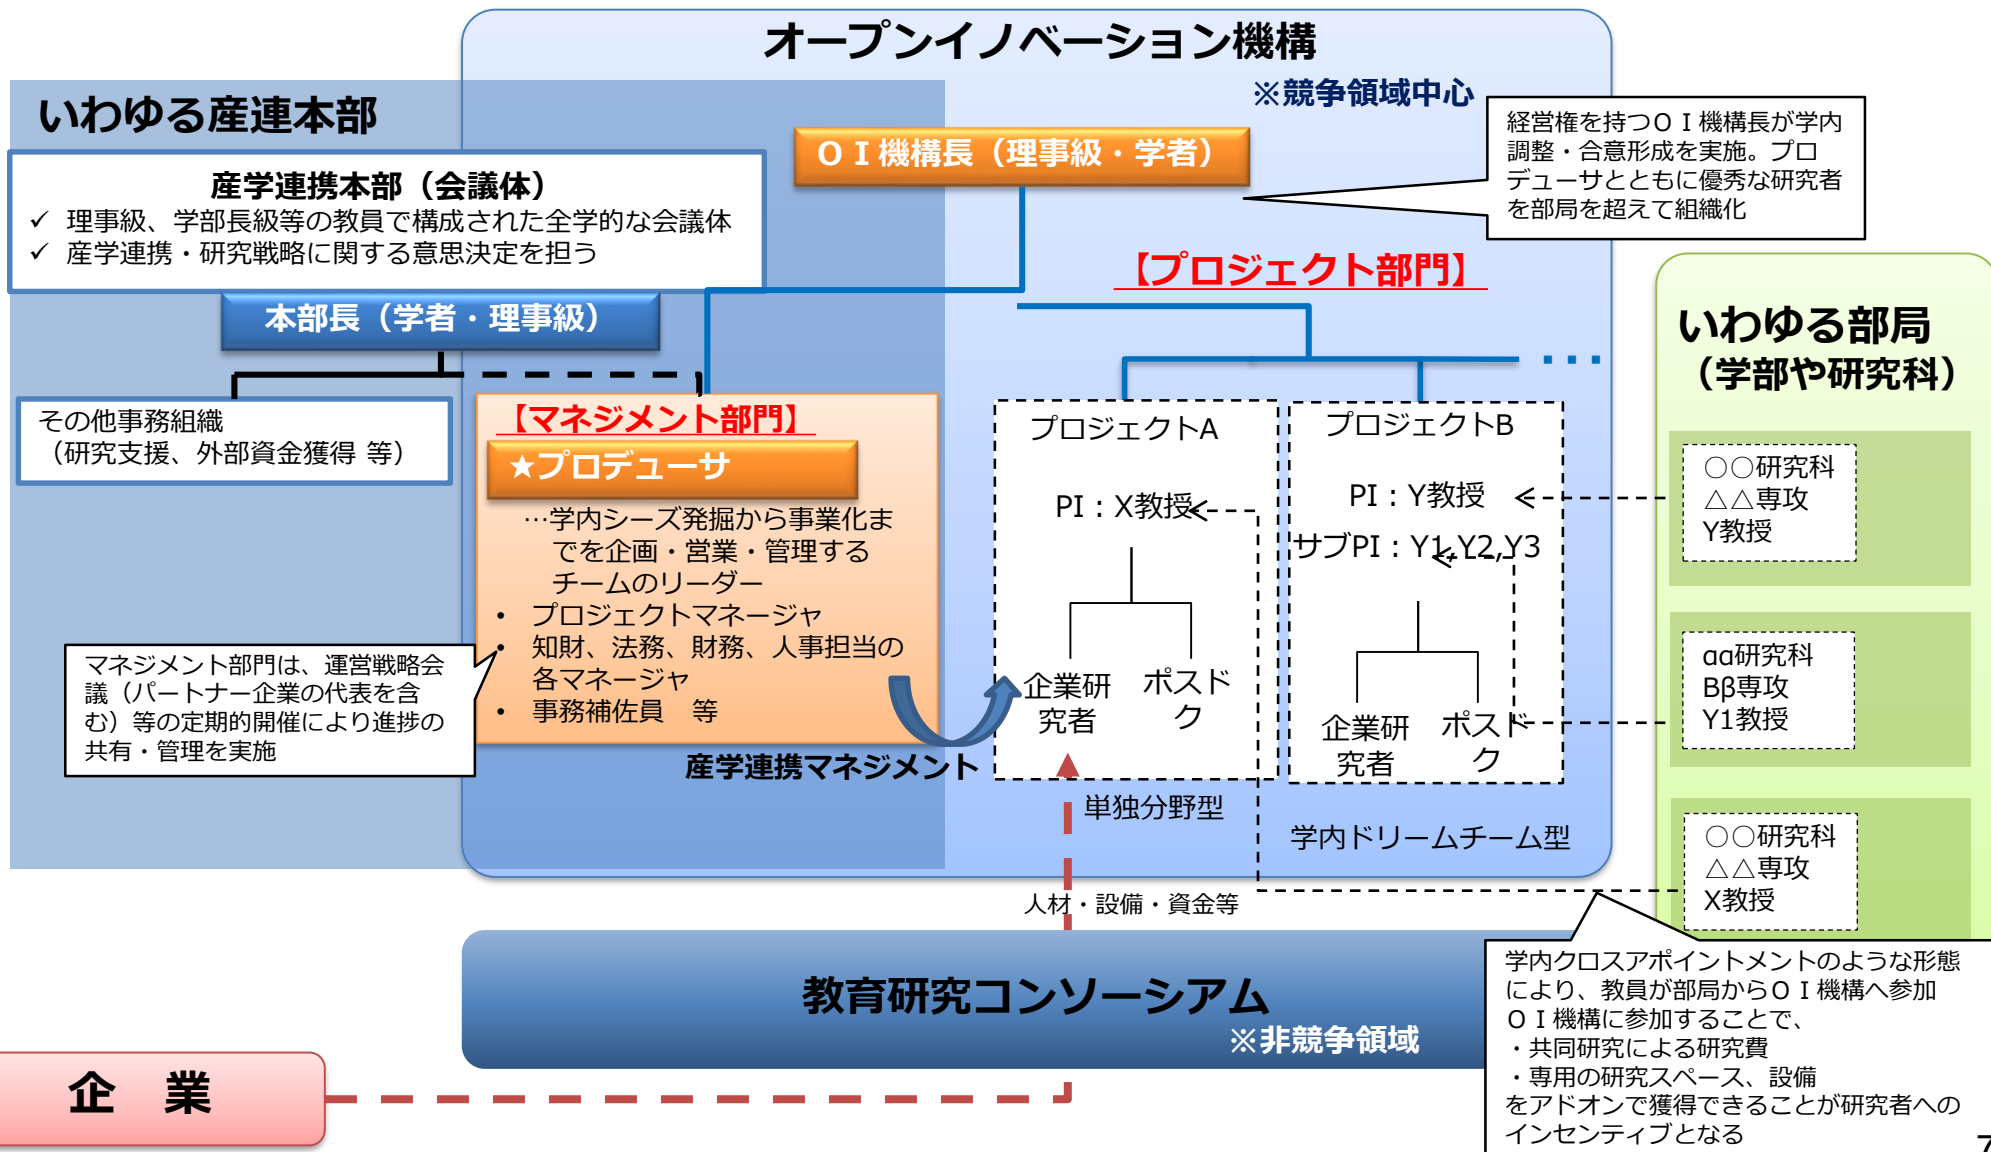 オープンイノベーション機構
※競争領域中心
いわゆる産連本部
産学連携本部（会議体）
✓ 理事級、学部長級等の教員で構成された全学的な会議体
✓ 産学連携・研究戦略に関する意思決定を担う
本部長（学者・理事級）
その他事務組織
（研究支援、外部資金獲得 等）
ＯＩ機構長（理事級・学者）
経営権を持つＯＩ機構長が学内
調整・合意形成を実施。プロ
デューサとともに優秀な研究者
を部局を超えて組織化
【プロジェクト部門】
【マネジメント部門】
★プロデューサ
…学内シーズ発掘から事業化ま
でを企画・営業・管理する
チームのリーダー
• プロジェクトマネージャ
• 知財、法務、財務、人事担当の
各マネージャ
• 事務補佐員　等
マネジメント部門は、運営戦略会
議（パートナー企業の代表を含
む）等の定期的開催により進捗の
共有・管理を実施
産学連携マネジメント
プロジェクトA
PI：X教授
企業研
究者
ポスド
ク
単独分野型
プロジェクトB
PI：Y教授
サブPI：Y1,Y2,Y3
企業研
究者
ポスド
ク
学内ドリームチーム型
いわゆる部局
（学部や研究科）
○○研究科
△△専攻
Y教授
αα研究科
Ββ専攻
Y1教授
○○研究科
△△専攻
X教授
人材・設備・資金等
教育研究コンソーシアム
※非競争領域
企　業
学内クロスアポイントメントのような形態
により、教員が部局からＯＩ機構へ参加
ＯＩ機構に参加することで、
・共同研究による研究費
・専用の研究スペース、設備
をアドオンで獲得できることが研究者への
インセンティブとなる
7